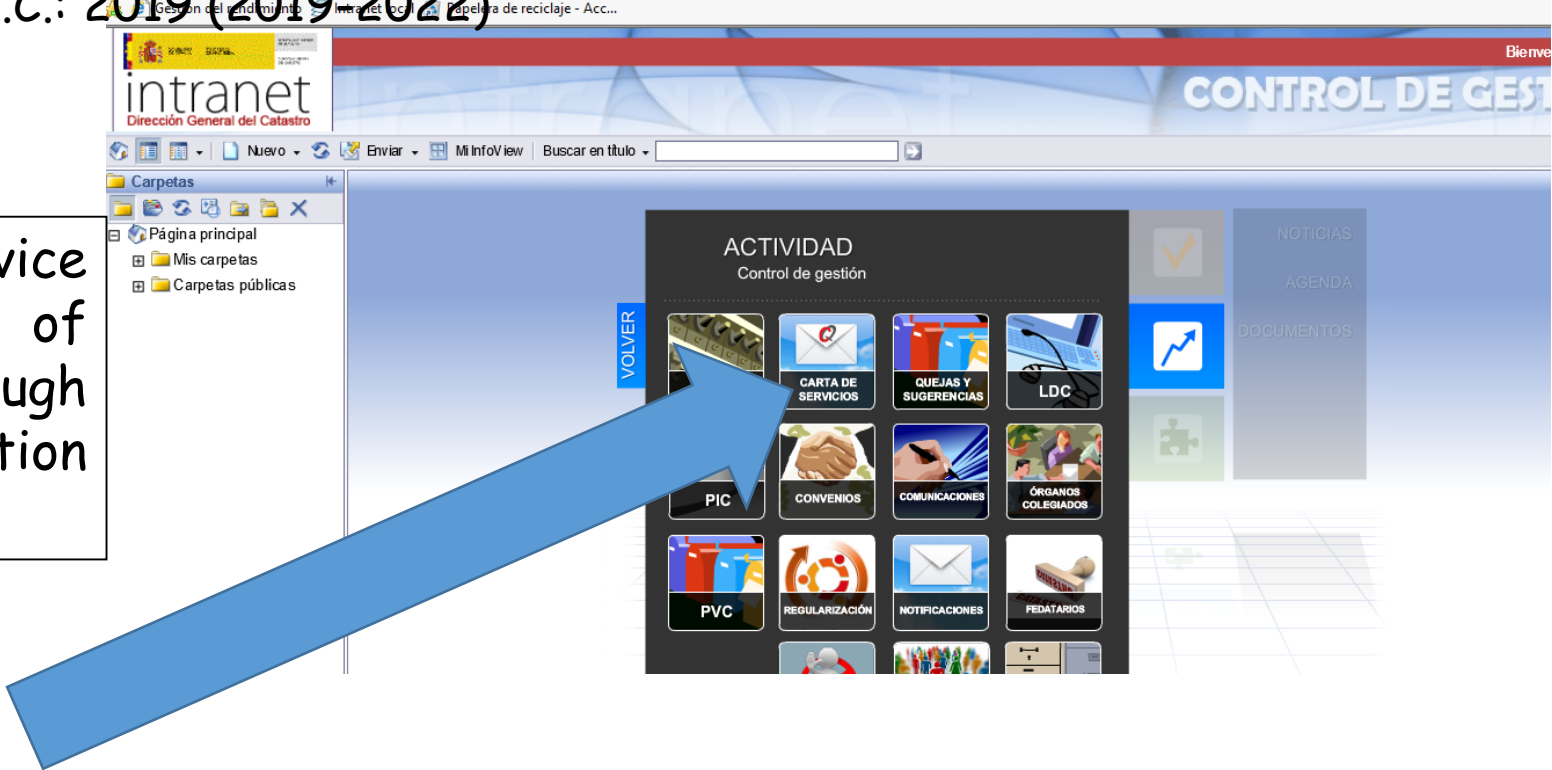 .C.: 2019 (2019-2022)
Gestión del rendimiento Intranet local Papelera de reciclaje - Acc...
Bienve
intranet
Dirección General del Catastro
CONTROL DE GEST
Nuevo Enviar Mi InfoView Buscar en título
Carpetas
Página principal
Mis carpetas
Carpetas públicas
vice
of
ugh
tion
ACTIVIDAD
Control de gestión
VOLVER
CARTA DE
SERVICIOS
QUEJAS Y
SUGERENCIAS
LDC
PIC
CONVENIOS
COMUNICACIONES
ÓRGANOS
COLEGIADOS
PVC
REGULARIZACIÓN
NOTIFICACIONES
FEDATARIOS
NOTICIAS
AGENDA
DOCUMENTOS